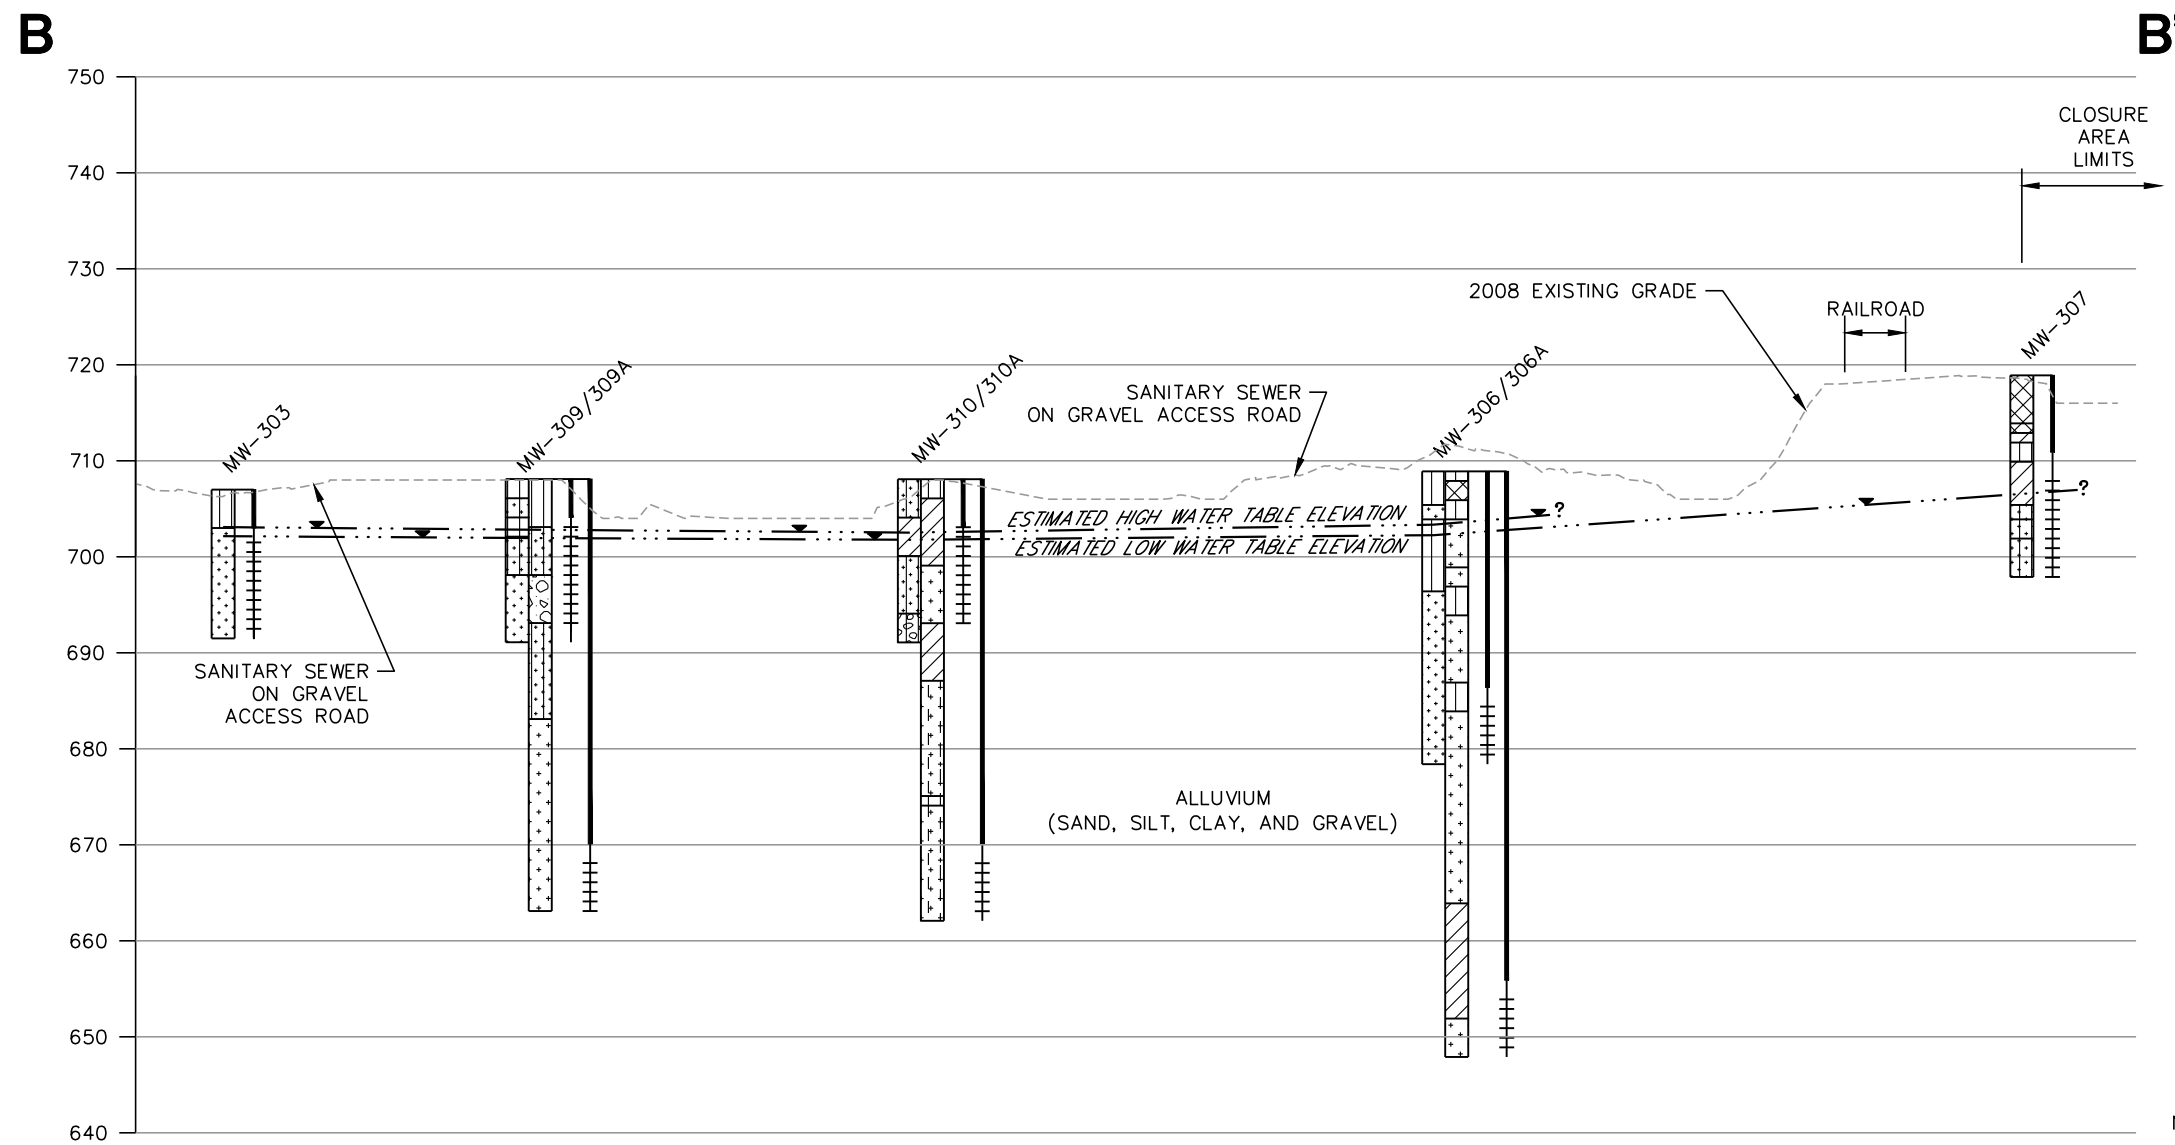 B
B'
750
CLOSURE
AREA
LIMITS
740
730
2008 EXISTING GRADE
RAILROAD
MW-307
720
MW-303
MW-309/309A
MW-310/310A
SANITARY SEWER
ON GRAVEL ACCESS ROAD
MW-306/306A
710
ESTIMATED HIGH WATER TABLE ELEVATION
?
?
700
ESTIMATED LOW WATER TABLE ELEVATION
690
SANITARY SEWER
ON GRAVEL
ACCESS ROAD
680
ALLUVIUM
(SAND, SILT, CLAY, AND GRAVEL)
670
660
650
640